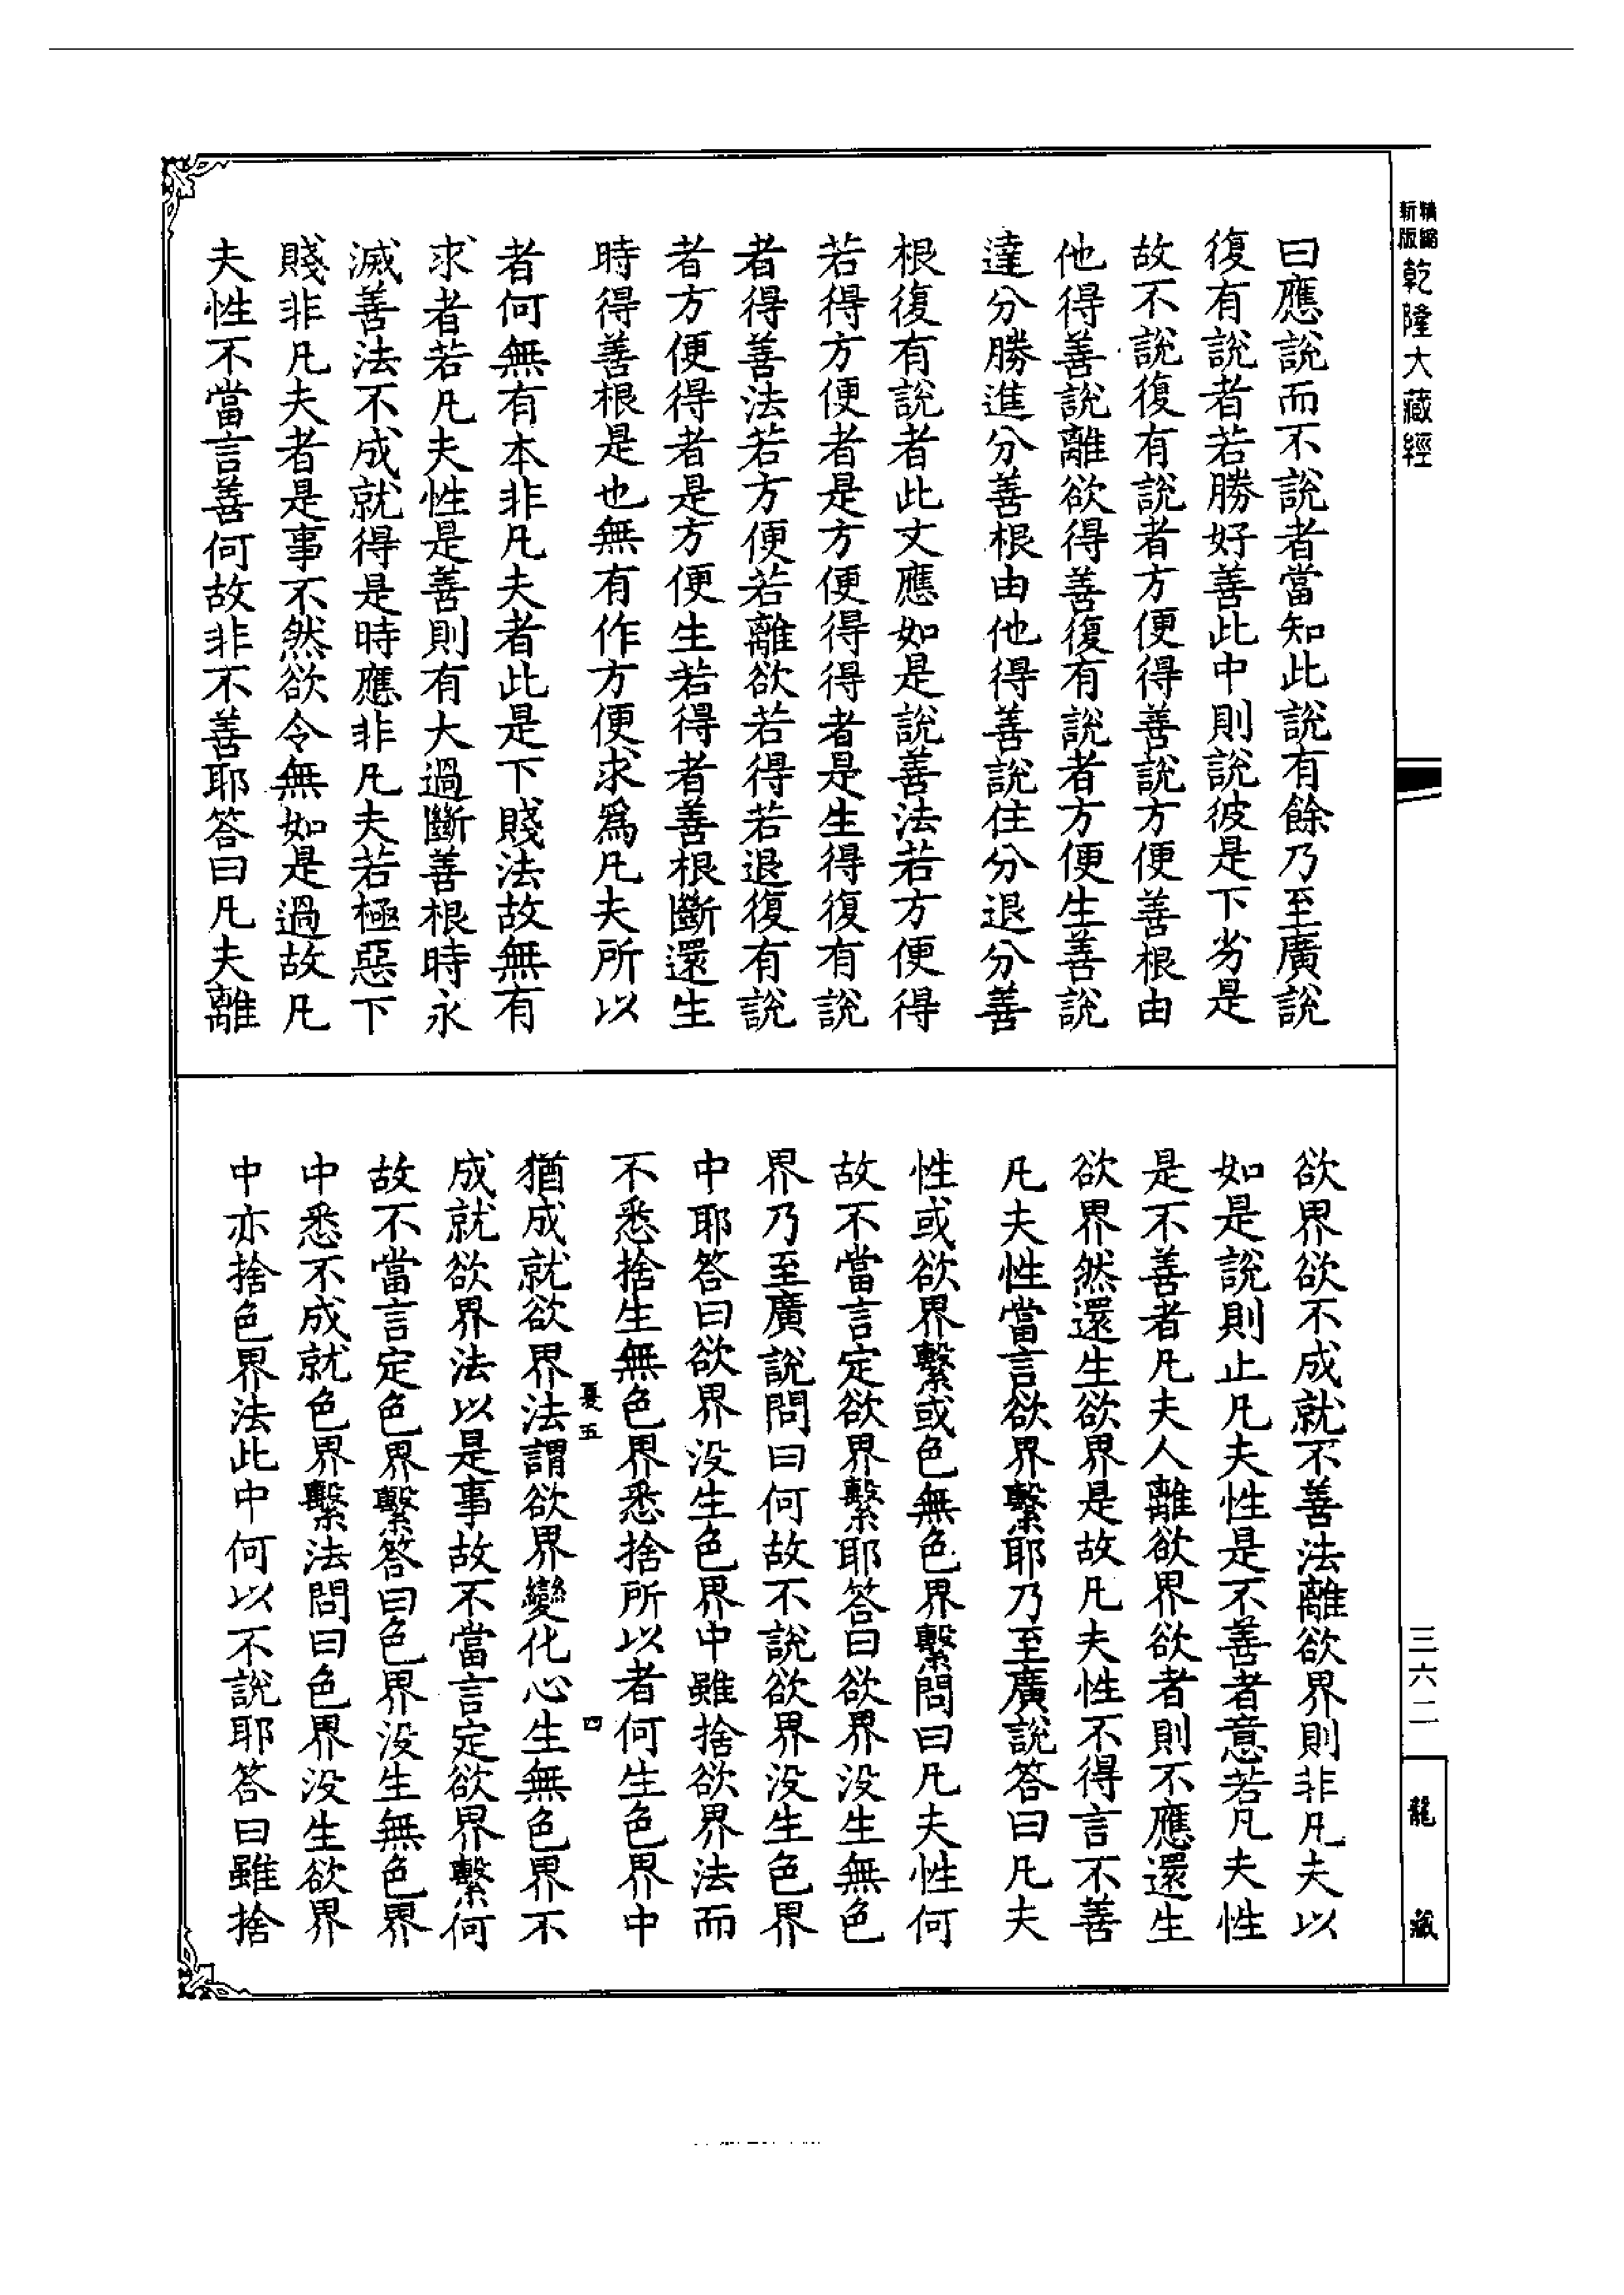 精縮新版乾隆大藏經
曰應說而不說者當知此說有餘乃至廣說
復有說者若勝好善此中則說彼是下劣是
故不說復有說者方便得善說方便善根由
他得善說離欲得善復有說者方便生善說
達分勝進分善根由他得善說住分退分善
根復有說者此文應如是說善法若方便得
若得方便者是方便得得者是生得復有說
者得善法若方便若離欲若得若退復有說
者方便得者是方便生若得者善根斷還生
時得善根是也無有作方便求為凡夫所以
者何無有本非凡夫者此是下賤法故無有
求者若凡夫性是善則有大過斷善根時永
滅善法不成就得是時應非凡夫若極惡下
賤非凡夫者是事不然欲令無如是過故凡
夫性不當言善何故非不善耶答曰凡夫離
欲界欲不成就不善法離欲界則非凡夫以
如是說則止凡夫性是不善者意若凡夫性
是不善者凡夫人離欲界欲者則不應還生
欲界然還生欲界是故凡夫性不得言不善
凡夫性當言欲界繫耶乃至廣說答曰凡夫
性或欲界繫或色無色界繫問曰凡夫性何
故不當言定欲界繫耶答曰欲界没生無色
界乃至廣說問曰何故不說欲界没生色界
中耶答曰欲界没生色界中雖捨欲界法而
不悉捨生無色界悉捨所以者何生色界中
夏五
四
猶成就欲界法謂欲界變化心生無色界不
成就欲界法以是事故不當言定欲界繫何
故不當言定色界繫答曰色界没生無色界
中悉不成就色界繫法問曰色界没生欲界
中亦捨色界法此中何以不說耶答曰雖捨
三六二
龍藏